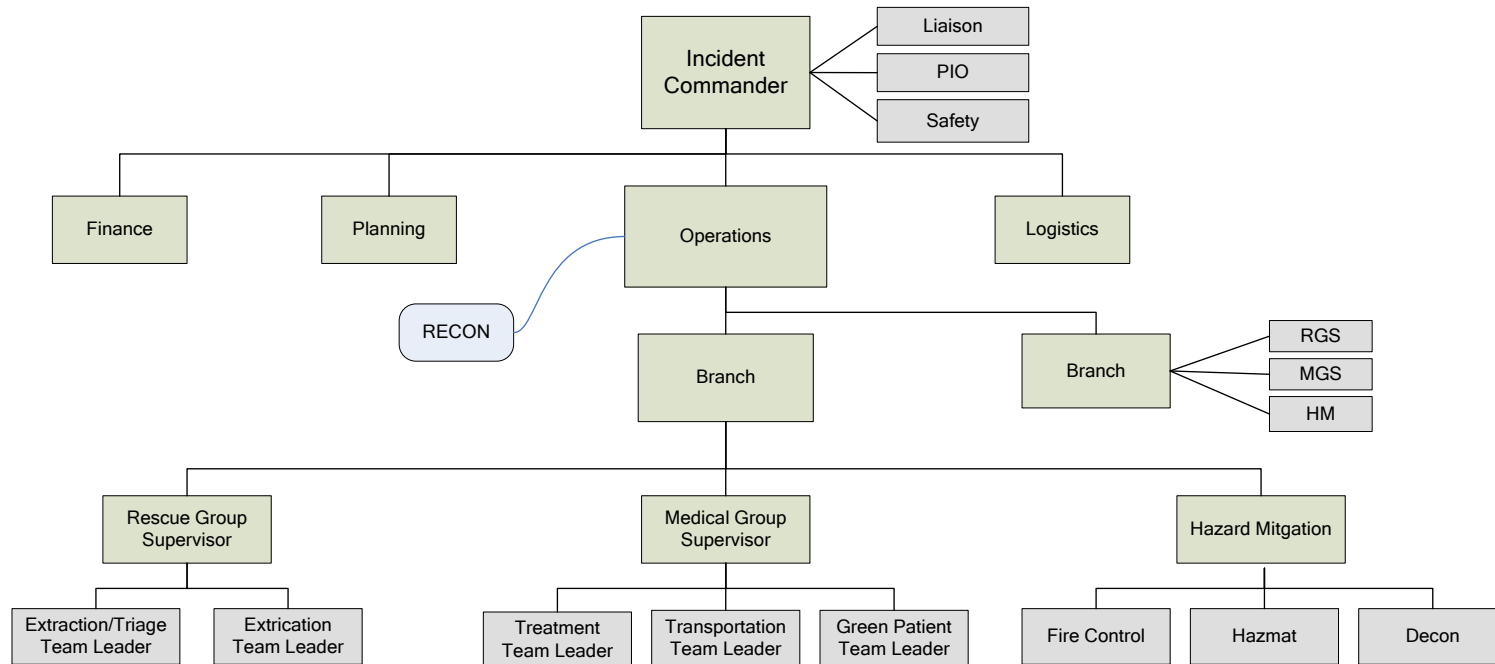 Incident
Commander
Liaison
PIO
Safety
Finance
Planning
Operations
Logistics
RECON
Branch
Branch
RGS
MGS
HM
Rescue Group
Supervisor
Medical Group
Supervisor
Hazard Mitgation
Extraction/Triage
Team Leader
Extrication
Team Leader
Treatment
Team Leader
Transportation
Team Leader
Green Patient
Team Leader
Fire Control
Hazmat
Decon